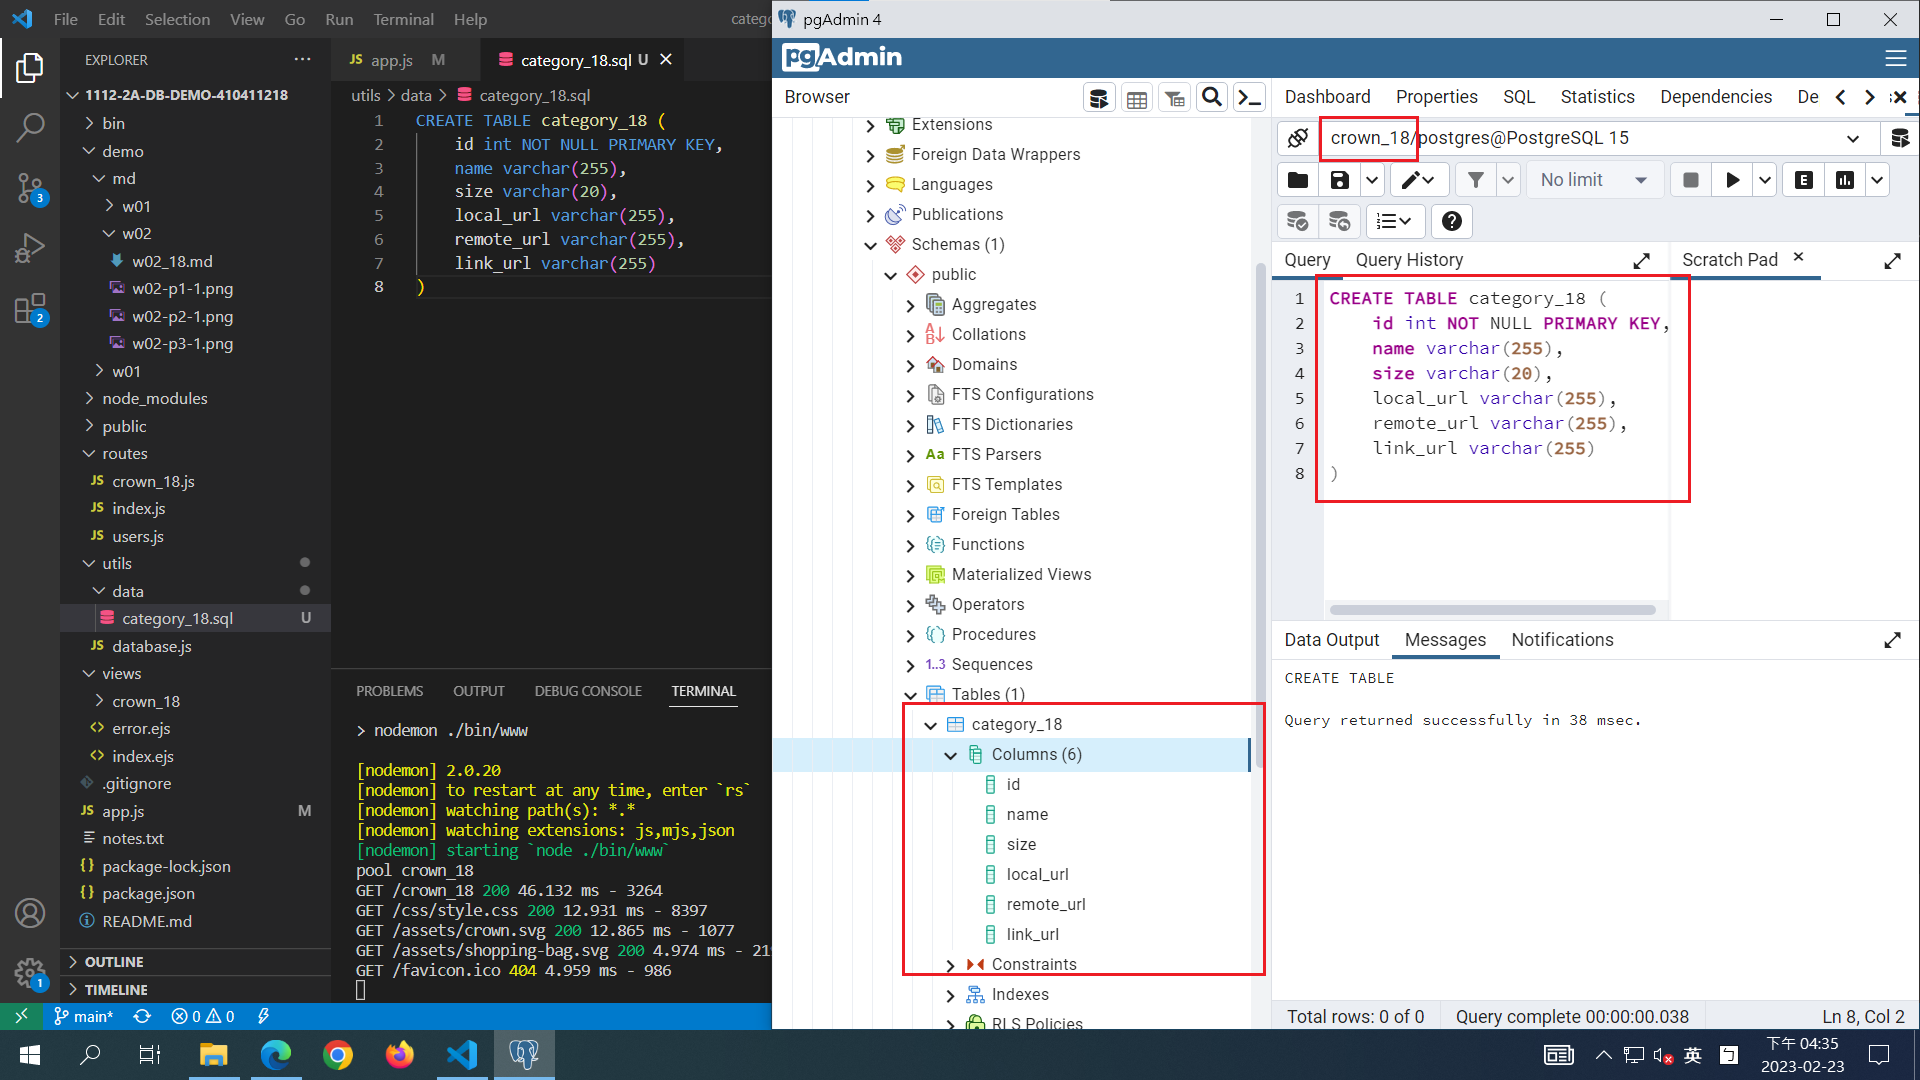 File Edit Selection View Go Run Terminal Help
EXPLORER
1112-2A-DB-DEMO-410411218
bin
demo
md
w01
w02
w02_18.md
w02-p1-1.png
w02-p2-1.png
w02-p3-1.png
w01
node_modules
public
routes
JS crown_18.js
JS index.js
JS users.js
utils
data
category_18.sql U
JS database.js
views
crown_18
<> error.ejs
<> index.ejs
.gitignore
JS app.js M
notes.txt
{} package-lock.json
{} package.json
README.md
OUTLINE
TIMELINE
3
2
1
main* 0 0
JS app.js M
category_18.sql U
utils > data > category_18.sql
1 CREATE TABLE category_18 (
2 id int NOT NULL PRIMARY KEY,
3 name varchar(255),
4 size varchar(20),
5 local_url varchar(255),
6 remote_url varchar(255),
7 link_url varchar(255)
8 )
PROBLEMS OUTPUT DEBUG CONSOLE TERMINAL
> nodemon ./bin/www
[nodemon] 2.0.20
[nodemon] to restart at any time, enter `rs`
[nodemon] watching path(s): *.*
[nodemon] watching extensions: js,mjs,json
[nodemon] starting `node ./bin/www`
pool crown_18
GET /crown_18 200 46.132 ms - 3264
GET /css/style.css 200 12.931 ms - 8397
GET /assets/crown.svg 200 12.865 ms - 1077
GET /assets/shopping-bag.svg 200 4.974 ms - 21
GET /favicon.ico 404 4.959 ms - 986
pgAdmin 4
pgAdmin
Browser
Extensions
Foreign Data Wrappers
Languages
Publications
Schemas (1)
public
Aggregates
Collations
Domains
FTS Configurations
FTS Dictionaries
Aa FTS Parsers
FTS Templates
Foreign Tables
Functions
Materialized Views
Operators
Procedures
1..3 Sequences
Tables (1)
category_18
Columns (6)
id
name
size
local_url
remote_url
link_url
Constraints
Indexes
RLS Policies
Dashboard Properties SQL Statistics Dependencies De
crown_18/postgres@PostgreSQL 15
No limit
E
Query Query History
Scratch Pad
1 CREATE TABLE category_18 (
2 id int NOT NULL PRIMARY KEY,
3 name varchar(255),
4 size varchar(20),
5 local_url varchar(255),
6 remote_url varchar(255),
7 link_url varchar(255)
8 )
Data Output Messages Notifications
CREATE TABLE
Query returned successfully in 38 msec.
Total rows: 0 of 0 Query complete 00:00:00.038 Ln 8, Col 2
英
ㄅ
下午 04:35
2023-02-23